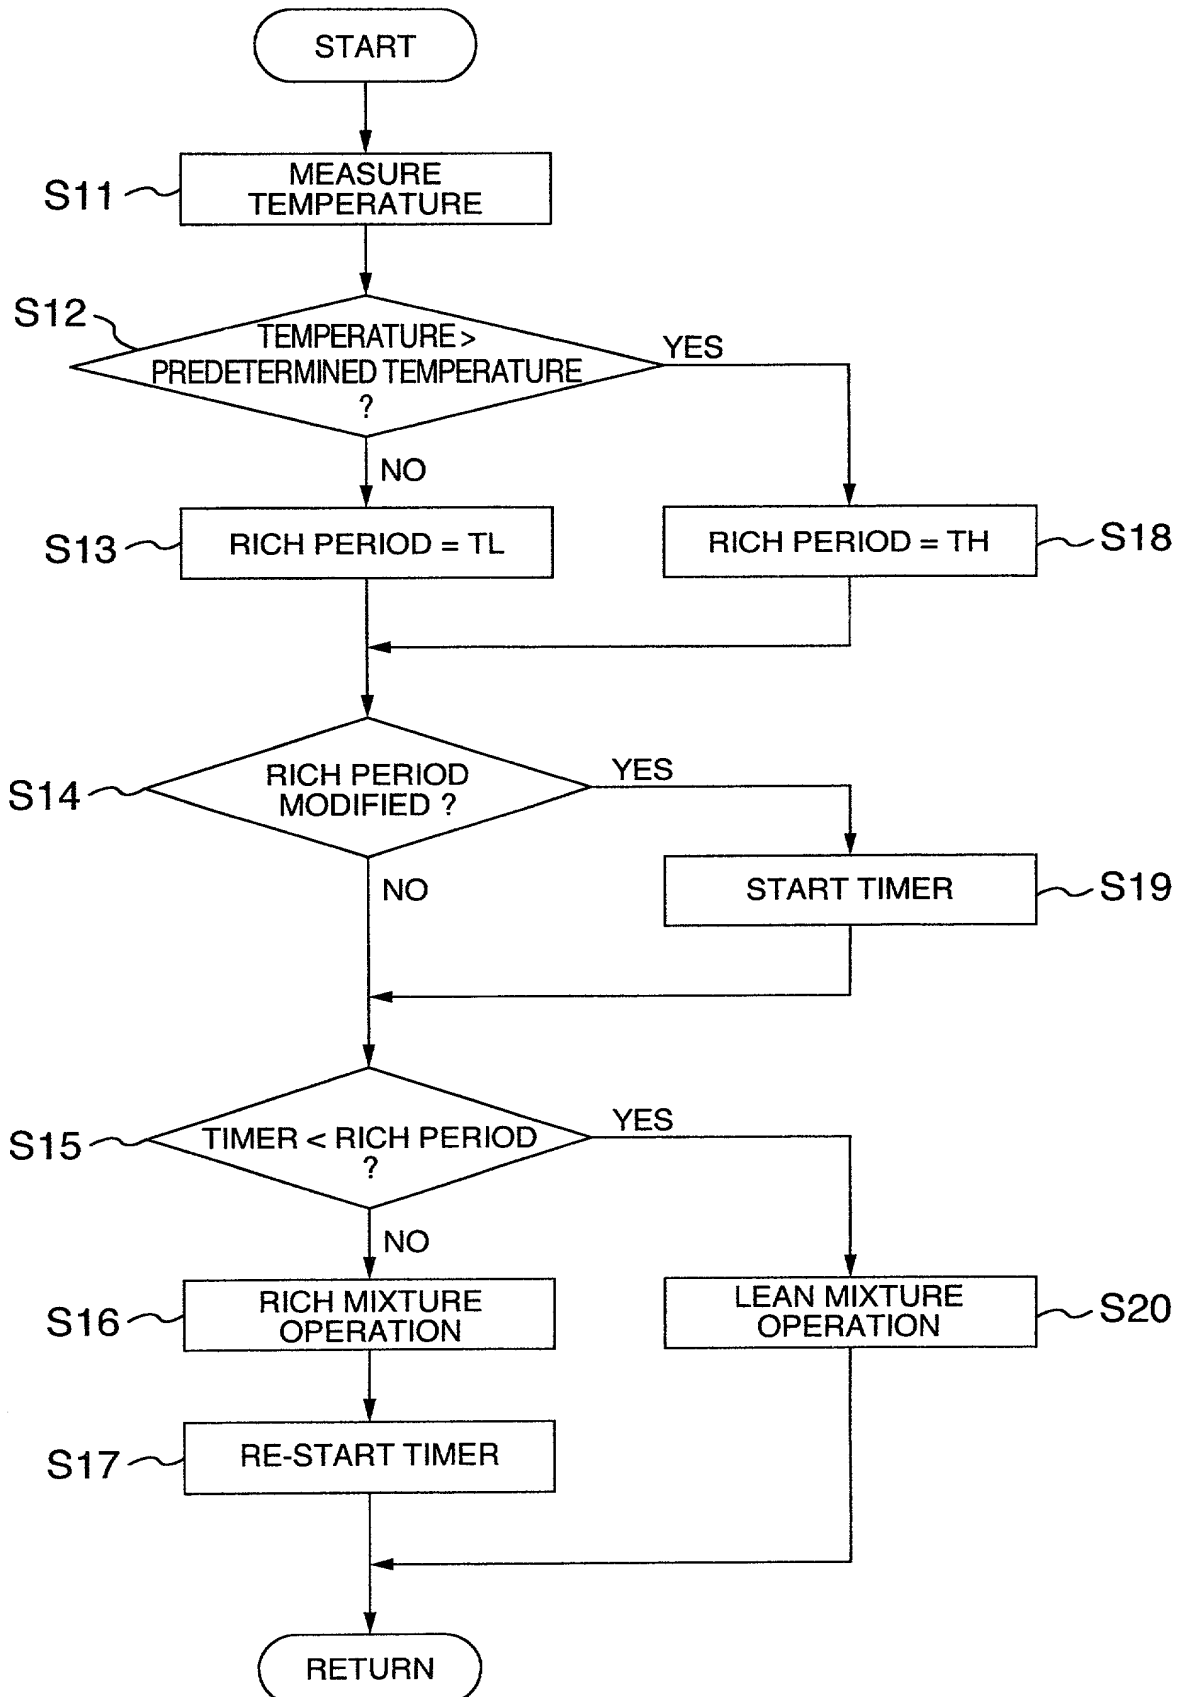 START
S11
MEASURE
TEMPERATURE
S12
TEMPERATURE >
PREDETERMINED TEMPERATURE
?
YES
NO
S13
RICH PERIOD = TL
RICH PERIOD = TH
S18
S14
RICH PERIOD
MODIFIED ?
YES
NO
START TIMER
S19
S15
TIMER < RICH PERIOD
?
YES
NO
S16
RICH MIXTURE
OPERATION
LEAN MIXTURE
OPERATION
S20
S17
RE-START TIMER
RETURN